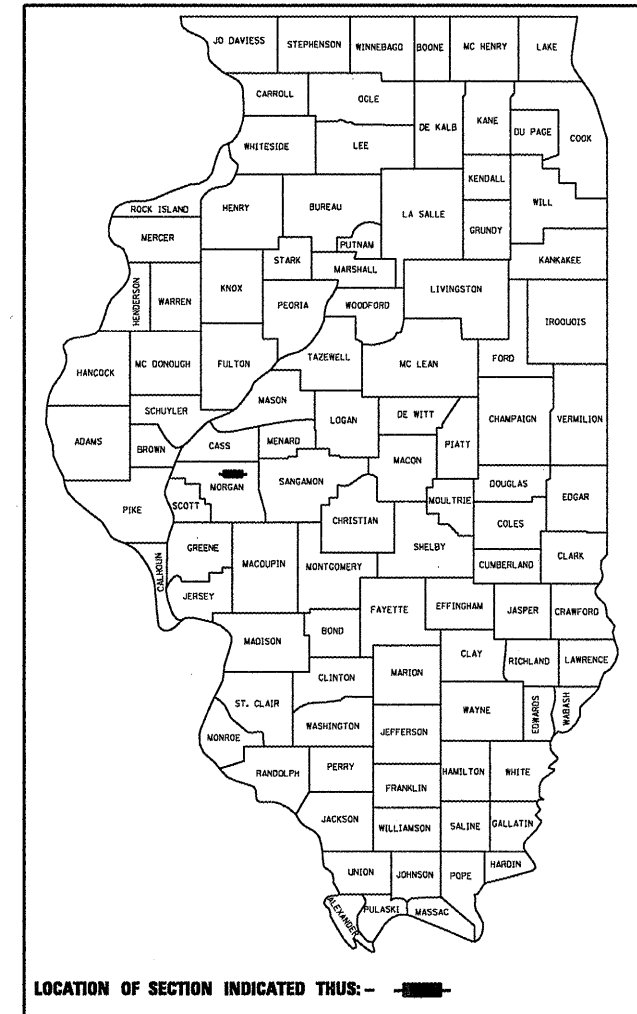 JO DAVIESS
STEPHENSON
WINNEBAGO
BOONE
MC HENRY
LAKE
CARROLL
OGLE
DE KALB
KANE
DU PAGE
COOK
WHITESIDE
LEE
KENDALL
WILL
ROCK ISLAND
HENRY
BUREAU
LA SALLE
GRUNDY
MERCER
PUTNAM
STARK
MARSHALL
KANKAKEE
HENDERSON
WARREN
KNOX
PEORIA
WOODFORD
LIVINGSTON
IROQUOIS
FORD
HANCOCK
MC DONOUGH
FULTON
TAZEWELL
MC LEAN
MASON
SCHUYLER
LOGAN
DE WITT
CHAMPAIGN
VERMILION
ADAMS
BROWN
CASS
MENARD
PIATT
MACON
MORGAN
SANGAMON
DOUGLAS
EDGAR
PIKE
SCOTT
MOULTRIE
CHRISTIAN
COLES
CALHOUN
GREENE
MACOUPIN
MONTGOMERY
SHELBY
CUMBERLAND
CLARK
JERSEY
FAYETTE
EFFINGHAM
JASPER
CRAWFORD
MADISON
BOND
CLAY
RICHLAND
LAWRENCE
CLINTON
MARION
ST. CLAIR
WAYNE
EDWARDS
WABASH
MONROE
WASHINGTON
JEFFERSON
RANDOLPH
PERRY
HAMILTON
WHITE
FRANKLIN
JACKSON
WILLIAMSON
SALINE
GALLATIN
UNION
JOHNSON
POPE
HARDIN
ALEXANDER
PULASKI
MASSAC
LOCATION OF SECTION INDICATED THUS: -